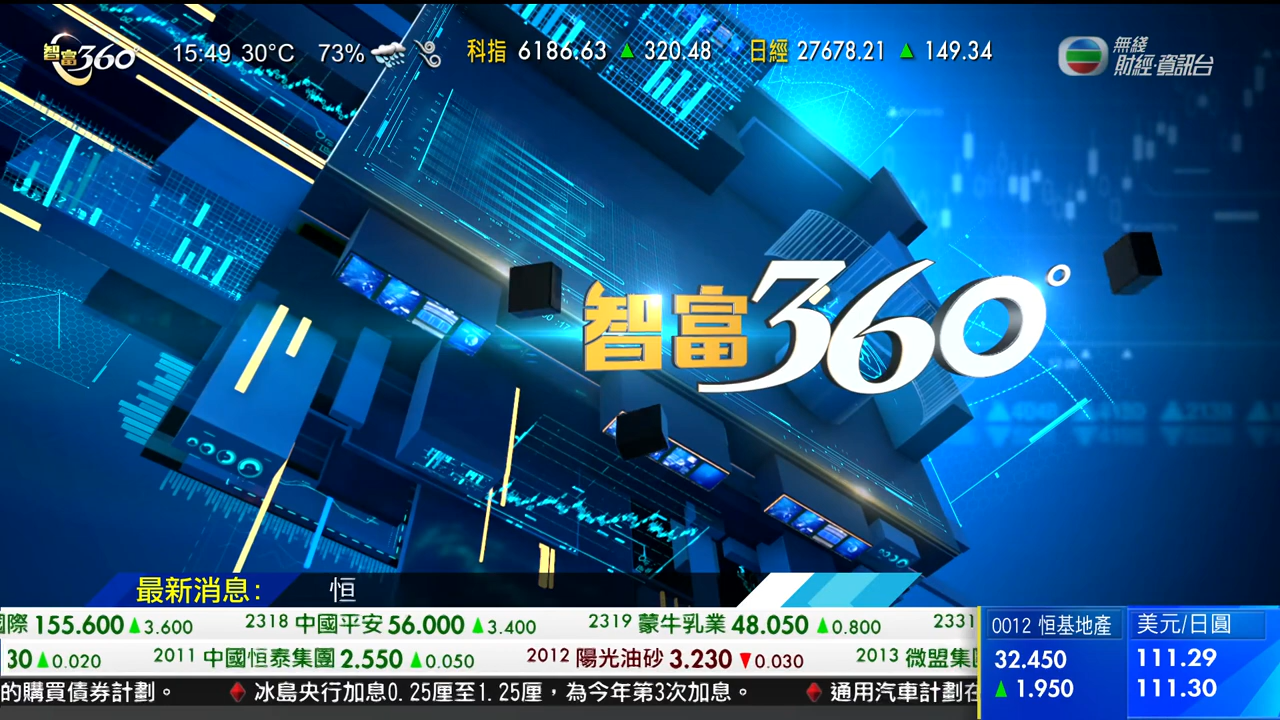 智富360°
15:49 30°C 73%
科指 6186.63 ▲ 320.48 日經 27678.21 ▲ 149.34
無綫
財經·資訊台
智富360°
最新消息: 恒
國際 155.600 ▲3.600 2318 中國平安 56.000 ▲3.400 2319 蒙牛乳業 48.050 ▲0.800 2331
30 ▲0.020 2011 中國恒泰集團 2.550 ▲0.050 2012 陽光油砂 3.230 ▼0.030 2013 微盟集團
的購買債券計劃。 ♦ 冰島央行加息0.25厘至1.25厘，為今年第3次加息。 ♦ 通用汽車計劃在
0012 恒基地產
32.450
▲ 1.950
美元/日圓
111.29
111.30